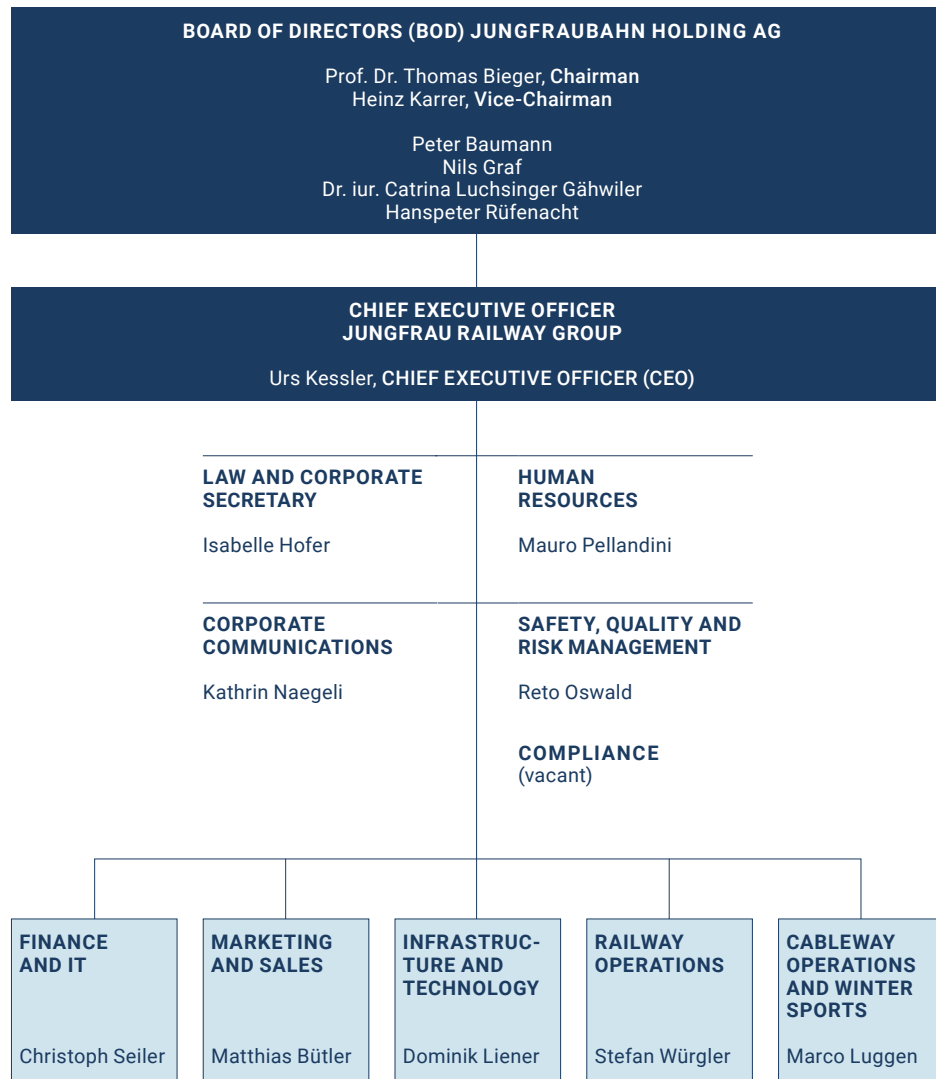 BOARD OF DIRECTORS (BOD) JUNGFRAUBAHN HOLDING AG
Prof. Dr. Thomas Bieger, Chairman
Heinz Karrer, Vice-Chairman
Peter Baumann
Nils Graf
Dr. iur. Catrina Luchsinger Gähwiler
Hanspeter Rüfenacht
CHIEF EXECUTIVE OFFICER
JUNGFRAU RAILWAY GROUP
Urs Kessler, CHIEF EXECUTIVE OFFICER (CEO)
LAW AND CORPORATE
SECRETARY
Isabelle Hofer
HUMAN
RESOURCES
Mauro Pellandini
CORPORATE
COMMUNICATIONS
Kathrin Naegeli
SAFETY, QUALITY AND
RISK MANAGEMENT
Reto Oswald
COMPLIANCE
(vacant)
FINANCE
AND IT
Christoph Seiler
MARKETING
AND SALES
Matthias Bütler
INFRASTRUC-
TURE AND
TECHNOLOGY
Dominik Liener
RAILWAY
OPERATIONS
Stefan Würgler
CABLEWAY
OPERATIONS
AND WINTER
SPORTS
Marco Luggen